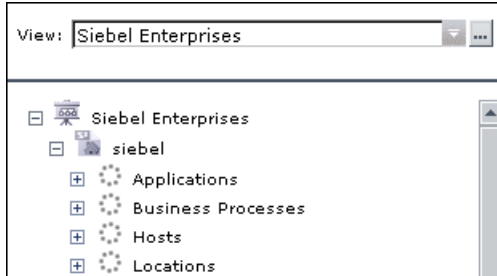 View: Siebel Enterprises ...
Siebel Enterprises
siebel
Applications
Business Processes
Hosts
Locations